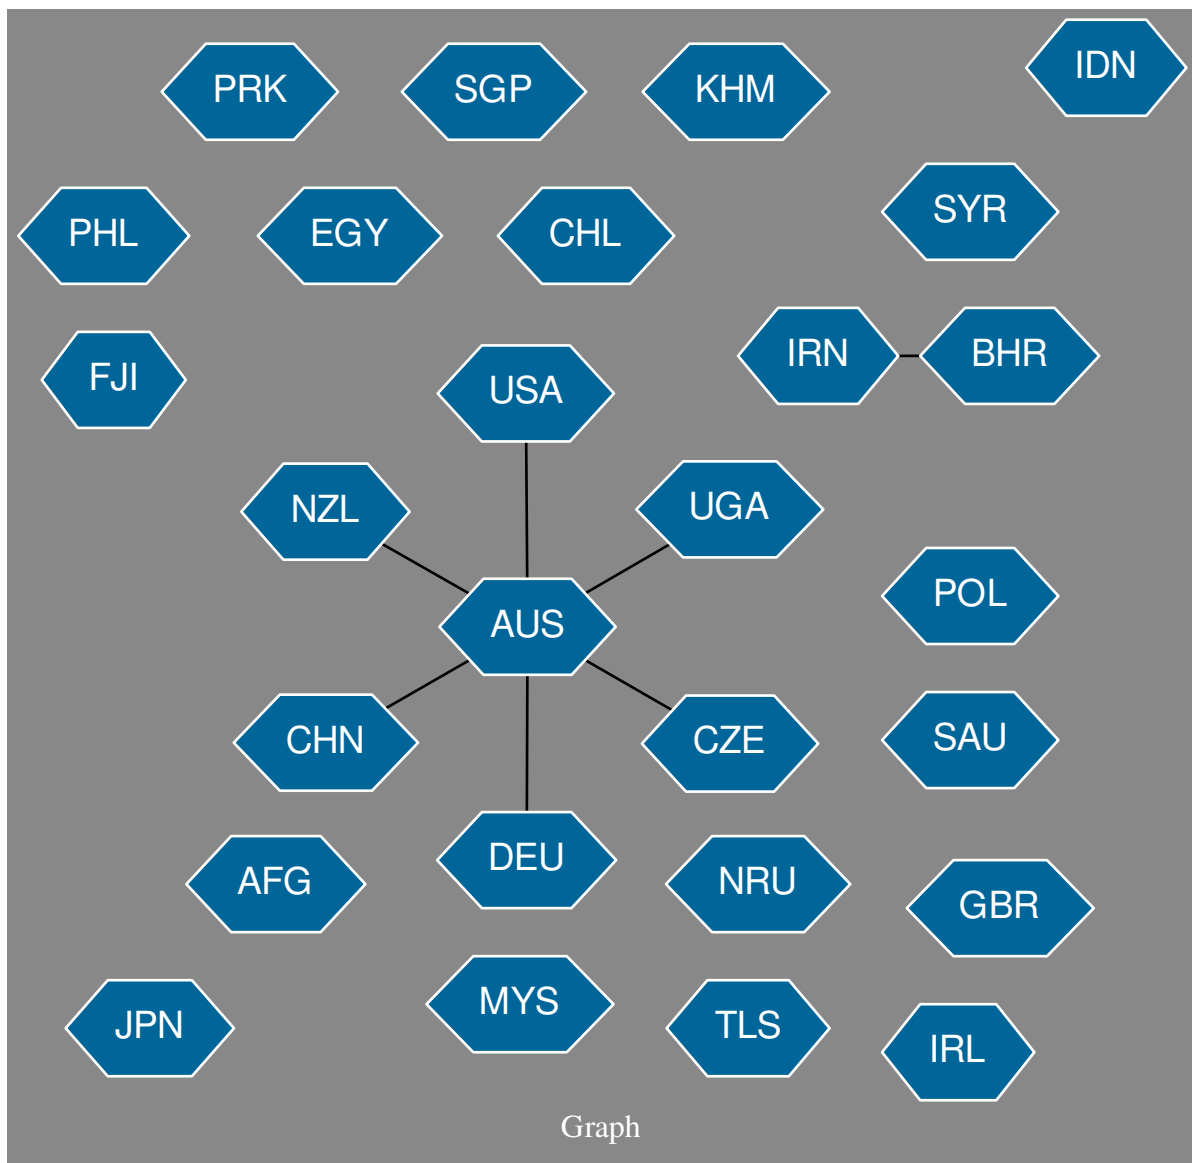 IDN
PRK
SGP
KHM
SYR
PHL
EGY
CHL
IRN
BHR
FJI
USA
NZL
UGA
POL
AUS
CHN
CZE
SAU
DEU
AFG
NRU
GBR
MYS
JPN
TLS
IRL
Graph